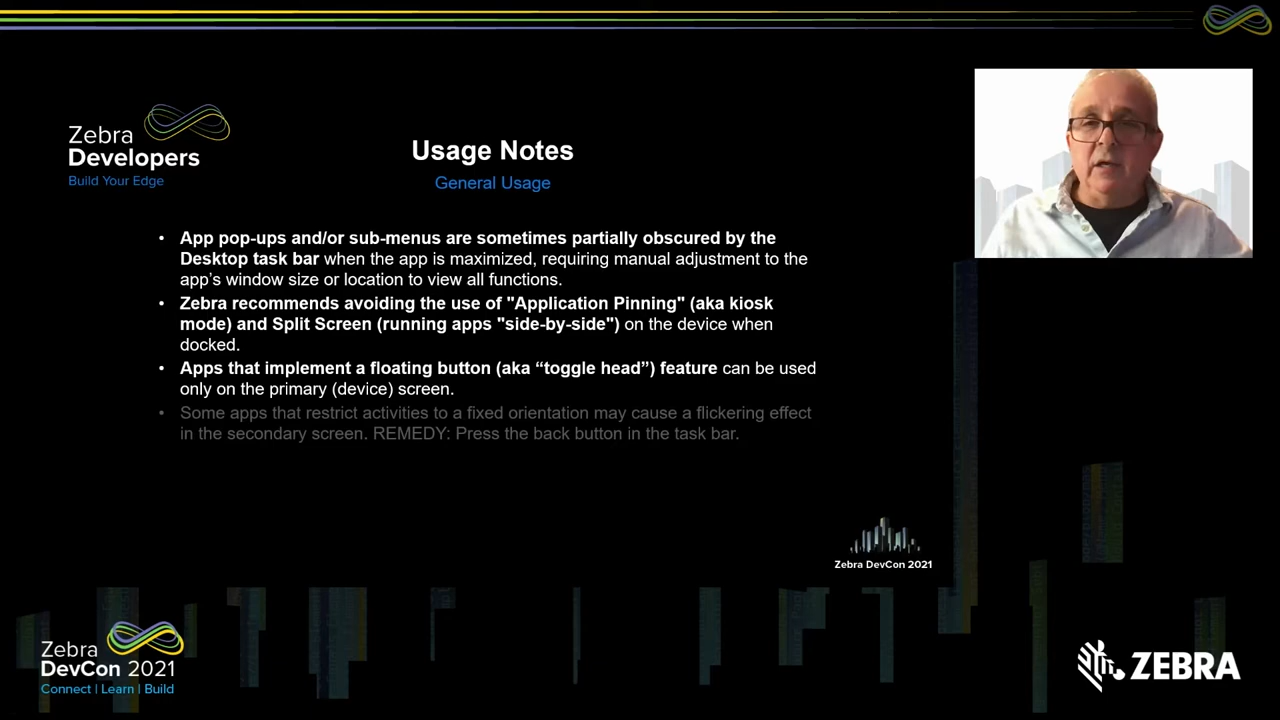 Zebra
Developers
Build Your Edge
Usage Notes
General Usage
• App pop-ups and/or sub-menus are sometimes partially obscured by the
Desktop task bar when the app is maximized, requiring manual adjustment to the
app’s window size or location to view all functions.
• Zebra recommends avoiding the use of "Application Pinning" (aka kiosk
mode) and Split Screen (running apps "side-by-side") on the device when
docked.
• Apps that implement a floating button (aka “toggle head”) feature can be used
only on the primary (device) screen.
• Some apps that restrict activities to a fixed orientation may cause a flickering effect
in the secondary screen. REMEDY: Press the back button in the task bar.
Zebra DevCon 2021
Zebra
DevCon 2021
Connect | Learn | Build
ZEBRA